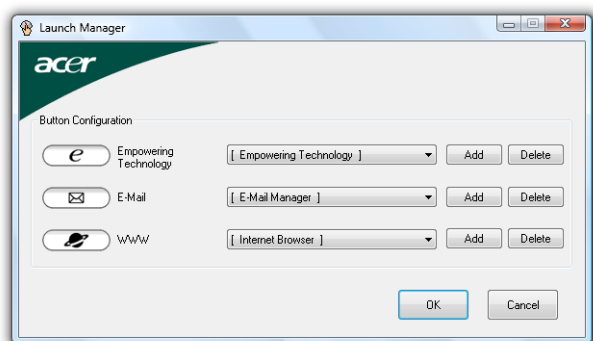 Launch Manager
acer
Button Configuration
e
Empowering
Technology
[ Empowering Technology ]
Add
Delete
E-Mail
[ E-Mail Manager ]
Add
Delete
WWW
[ Internet Browser ]
Add
Delete
OK
Cancel